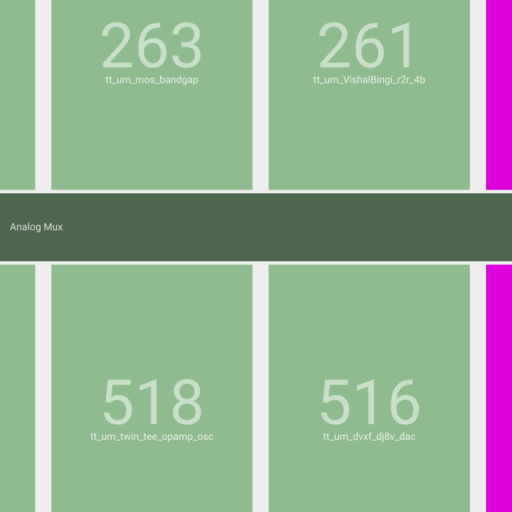 263
tt_um_mos_bandgap
261
tt_um_VishalBingi_r2r_4b
Analog Mux
518
tt_um_twin_tee_opamp_osc
516
tt_um_dvxf_dj8v_dac